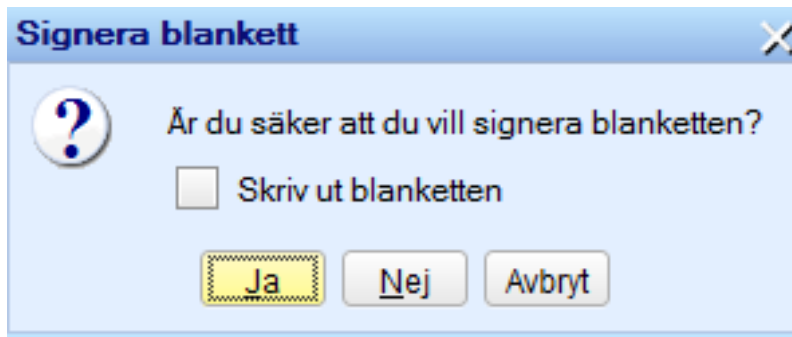 Signera blankett
Är du säker att du vill signera blanketten?
Skriv ut blanketten
Ja Nej Avbryt